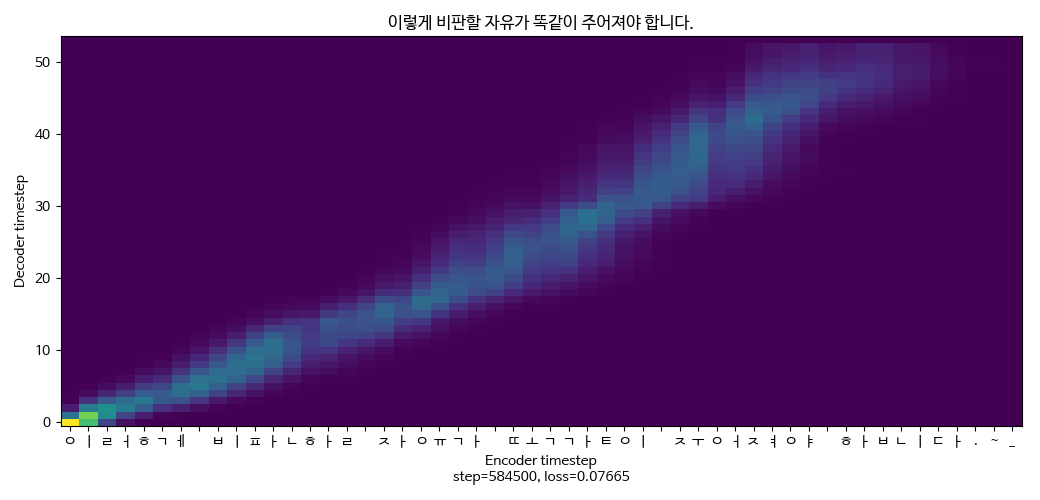 이렇게 비판할 자유가 똑같이 주어져야 합니다.
Decoder timestep
50
40
30
20
10
0
ㅇ ㅣ ㄹ ㅓ ㅎ ㄱ ㅔ ㅂ ㅣ ㅍ ㅏ ㄴ ㅎ ㅏ ㄹ ㅈ ㅏ ㅇ ㅠ ㄱ ㅏ ㄸ ㅗ ㄱ ㄱ ㅏ ㅌ ㅇ ㅣ ㅈ ㅜ ㅇ ㅓ ㅈ ㅕ ㅇ ㅑ ㅎ ㅏ ㅂ ㄴ ㅣ ㄷ ㅏ . ~ _
Encoder timestep
step=584500, loss=0.07665